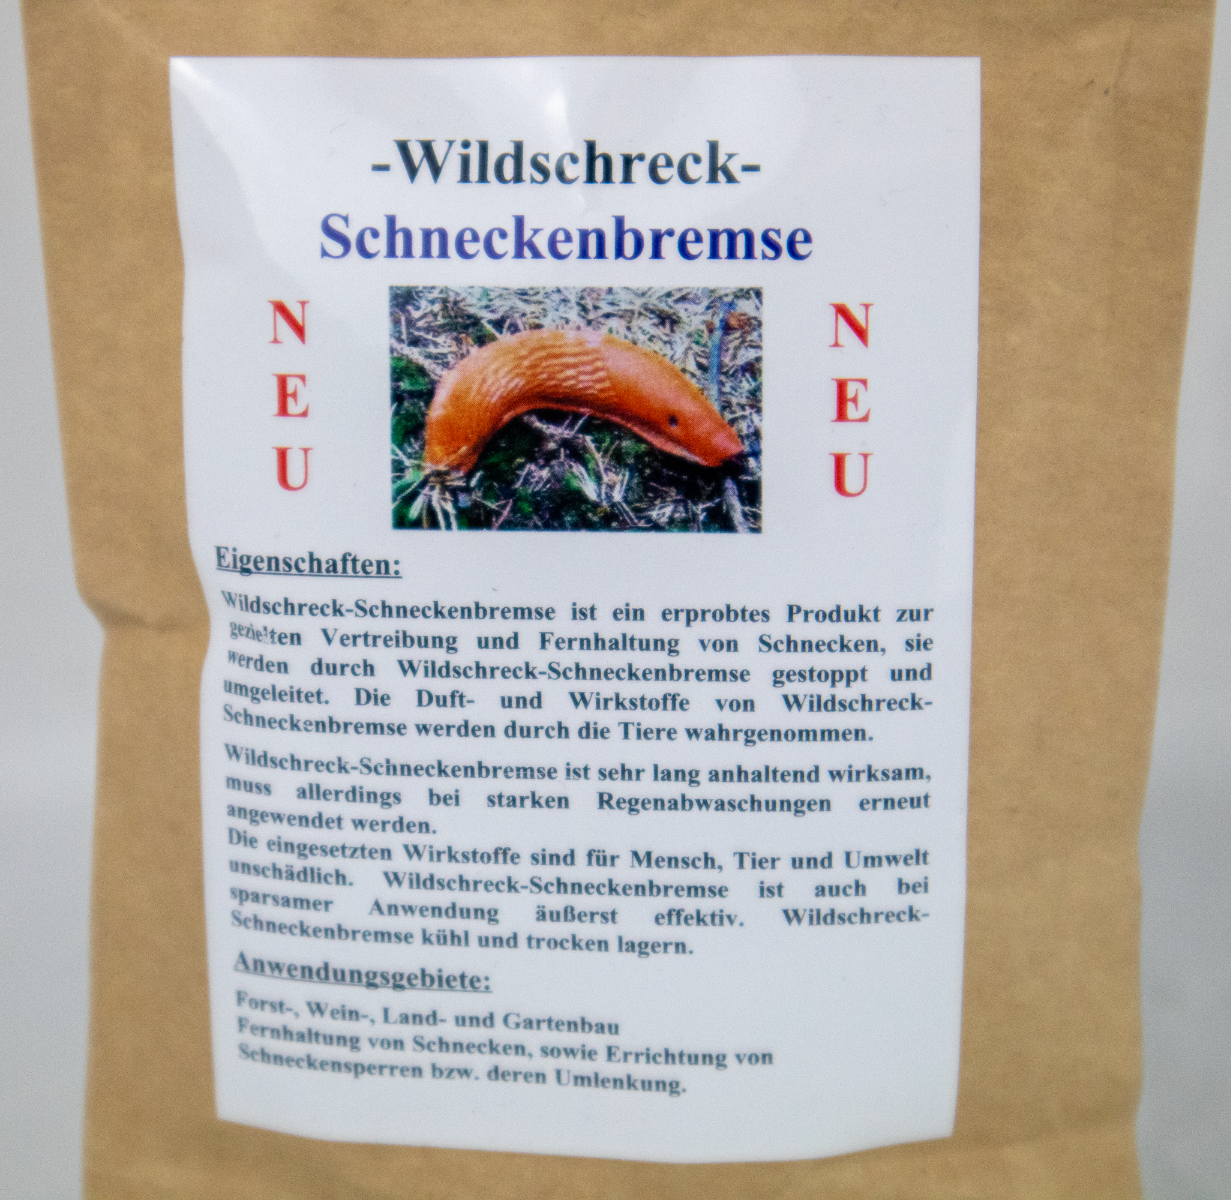 -Wildschreck-
Schneckenbremse
N
E
U
N
E
U
Eigenschaften:
Wildschreck-Schneckenbremse ist ein erprobtes Produkt zur
gezielten Vertreibung und Fernhaltung von Schnecken, sie
werden durch Wildschreck-Schneckenbremse gestoppt und
umgeleitet. Die Duft- und Wirkstoffe von Wildschreck-
Schneckenbremse werden durch die Tiere wahrgenommen.
Wildschreck-Schneckenbremse ist sehr lang anhaltend wirksam,
muss allerdings bei starken Regenabwaschungen erneut
angewendet werden.
Die eingesetzten Wirkstoffe sind für Mensch, Tier und Umwelt
unschädlich. Wildschreck-Schneckenbremse ist auch bei
sparsamer Anwendung äußerst effektiv. Wildschreck-
Schneckenbremse kühl und trocken lagern.
Anwendungsgebiete:
Forst-, Wein-, Land- und Gartenbau
Fernhaltung von Schnecken, sowie Errichtung von
Schneckensperren bzw. deren Umlenkung.